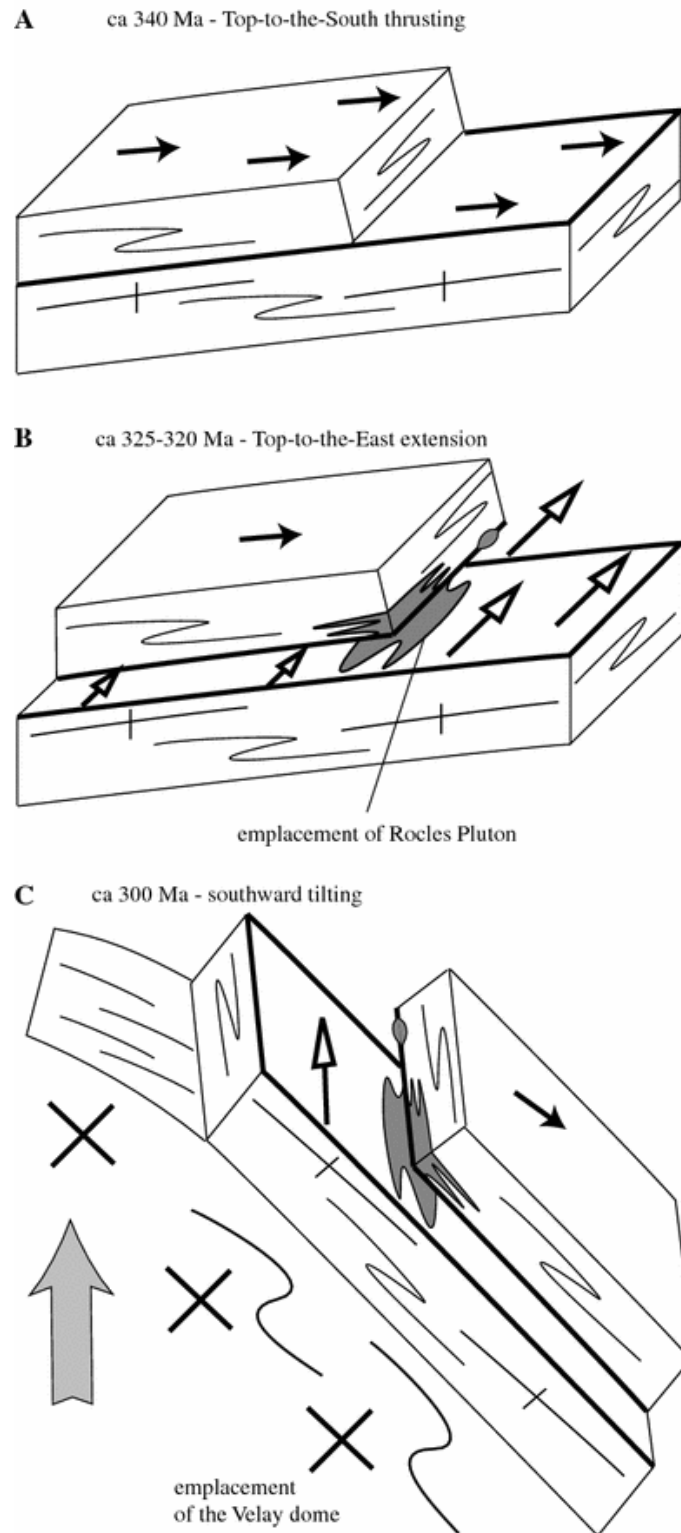 A ca 340 Ma - Top-to-the-South thrusting
B ca 325-320 Ma - Top-to-the-East extension
emplacement of Rocles Pluton
C ca 300 Ma - southward tilting
emplacement
of the Velay dome